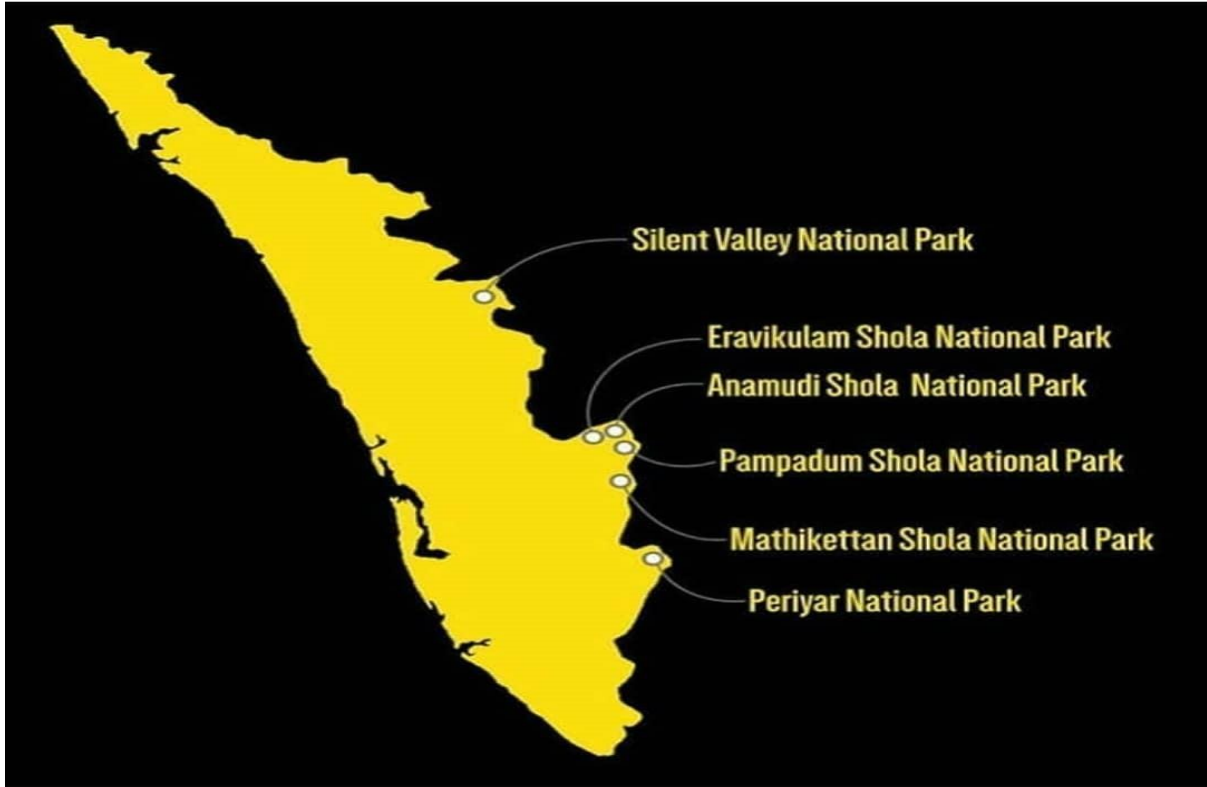 Silent Valley National Park
Eravikulam Shola National Park
Anamudi Shola National Park
Pampadum Shola National Park
Mathikettan Shola National Park
Periyar National Park